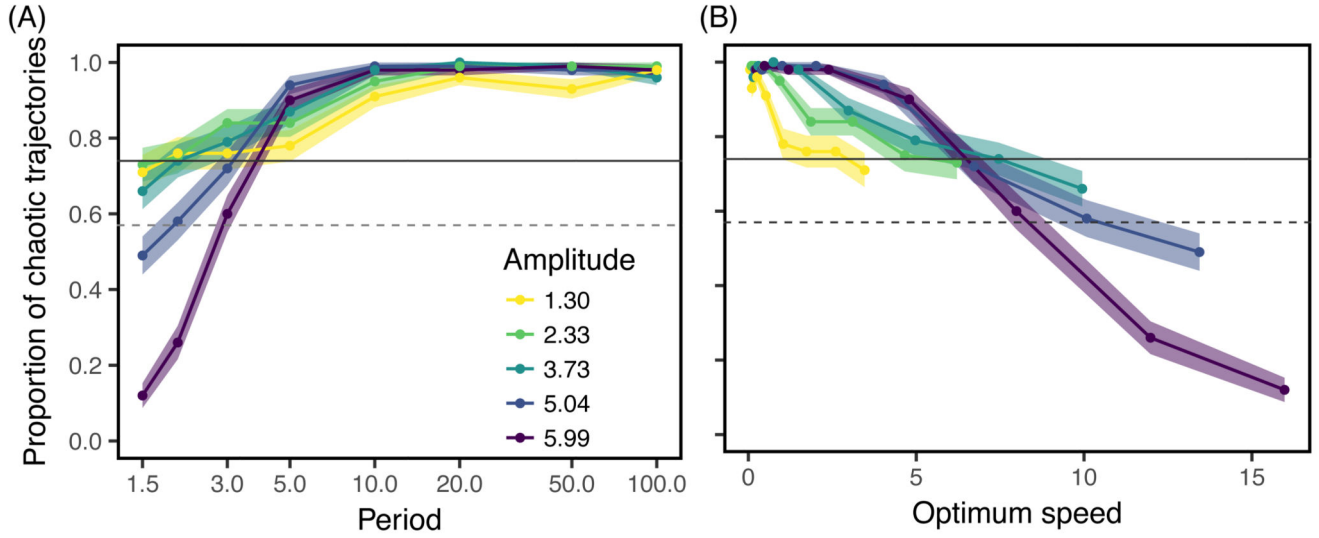 (A)
(B)
Proportion of chaotic trajectories
1.0
0.8
0.6
0.4
0.2
0.0
Amplitude
1.30
2.33
3.73
5.04
5.99
1.5 3.0 5.0 10.0 20.0 50.0 100.0
Period
0 5 10 15
Optimum speed